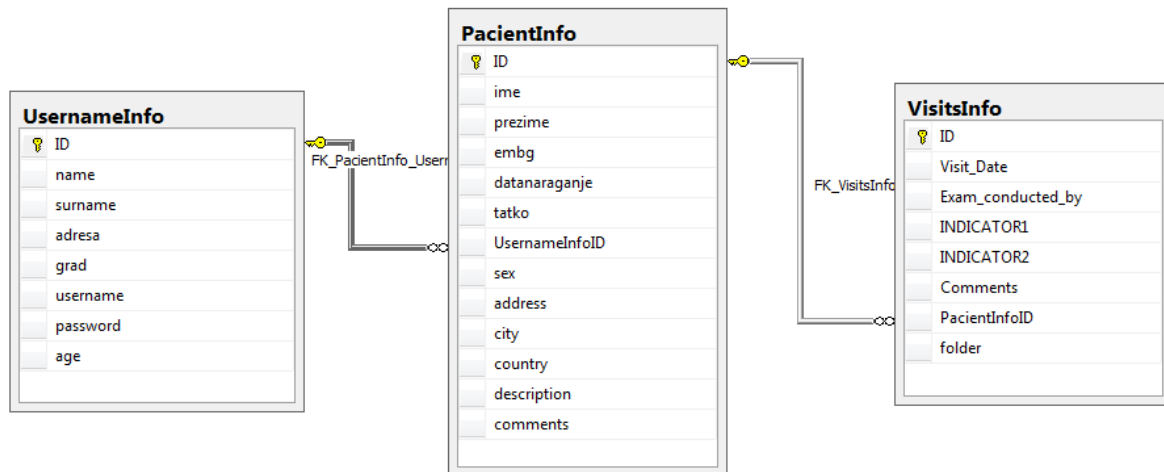 UsernameInfo
ID
name
surname
adresa
grad
username
password
age
FK_PacientInfo_Usern
PacientInfo
ID
ime
prezime
embg
datanaraganje
tatko
UsernameInfoID
sex
address
city
country
description
comments
FK_VisitsInfo
VisitsInfo
ID
Visit_Date
Exam_conducted_by
INDICATOR1
INDICATOR2
Comments
PacientInfoID
folder